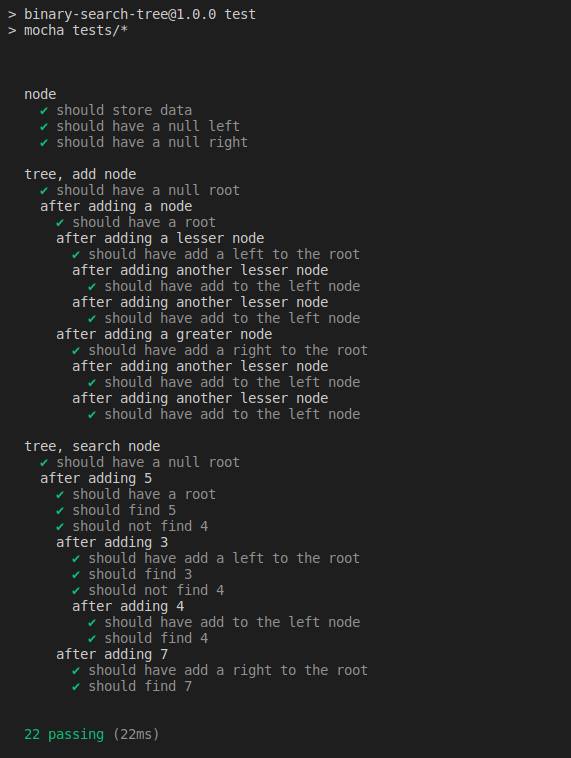 > binary-search-tree@1.0.0 test
> mocha tests/*
node
✔ should store data
✔ should have a null left
✔ should have a null right
tree, add node
✔ should have a null root
after adding a node
✔ should have a root
after adding a lesser node
✔ should have add a left to the root
after adding another lesser node
✔ should have add to the left node
after adding another lesser node
✔ should have add to the left node
after adding a greater node
✔ should have add a right to the root
after adding another lesser node
✔ should have add to the left node
after adding another lesser node
✔ should have add to the left node
tree, search node
✔ should have a null root
after adding 5
✔ should have a root
✔ should find 5
✔ should not find 4
after adding 3
✔ should have add a left to the root
✔ should find 3
✔ should not find 4
after adding 4
✔ should have add to the left node
✔ should find 4
after adding 7
✔ should have add a right to the root
✔ should find 7
22 passing (22ms)